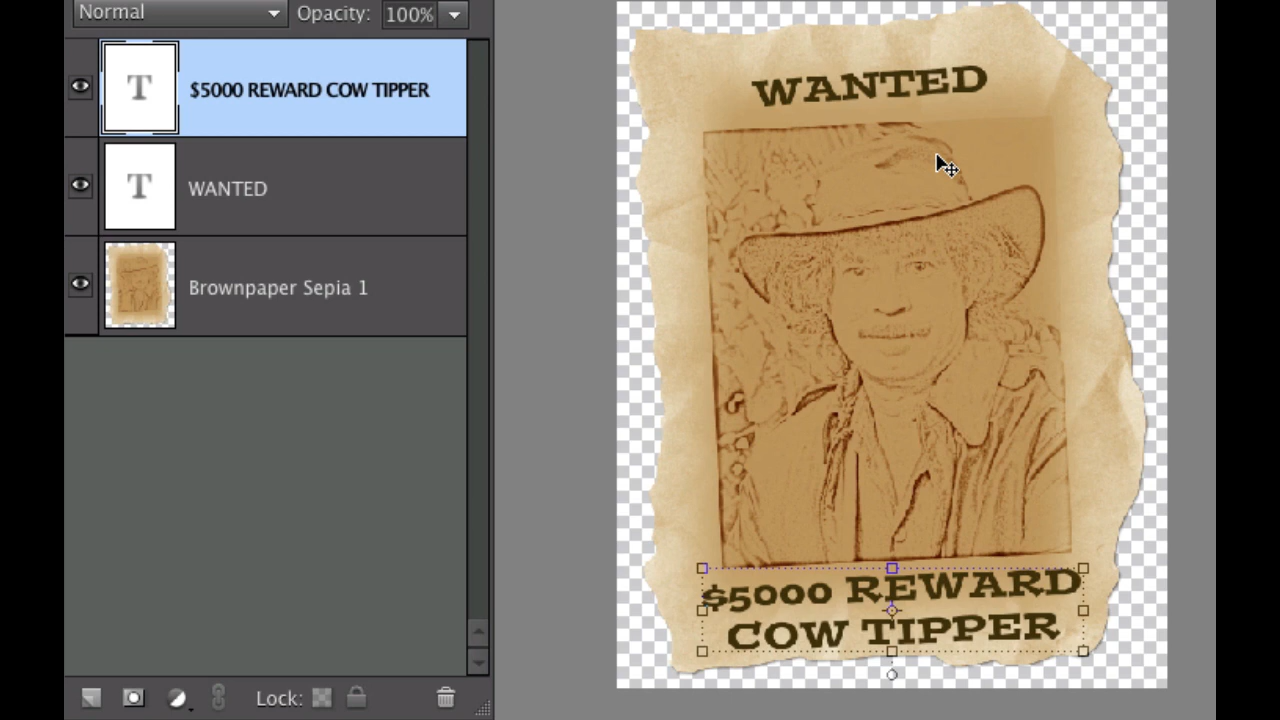 Normal Opacity: 100%
T $5000 REWARD COW TIPPER
T WANTED
Brownpaper Sepia 1
Lock:
WANTED
$5000 REWARD
COW TIPPER